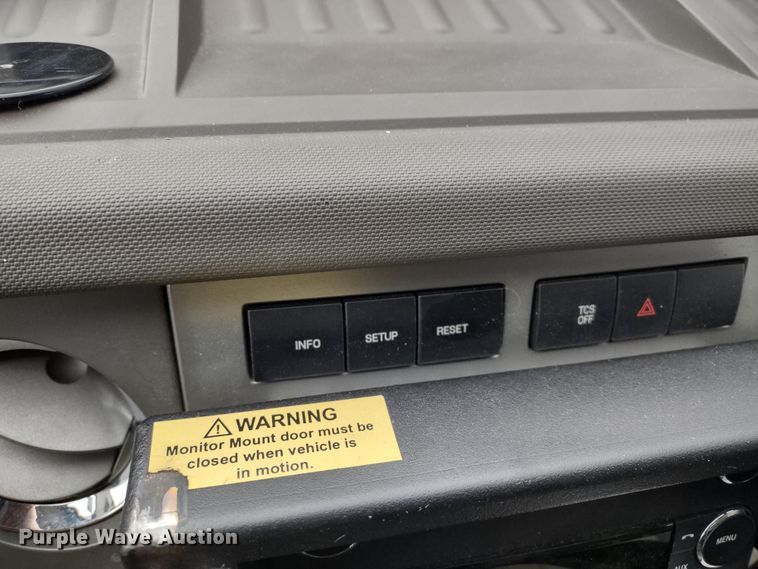 INFO
SETUP
RESET
TCS
OFF
WARNING
Monitor Mount door must be
closed when vehicle is
in motion.
MENU
AUX
Purple Wave Auction